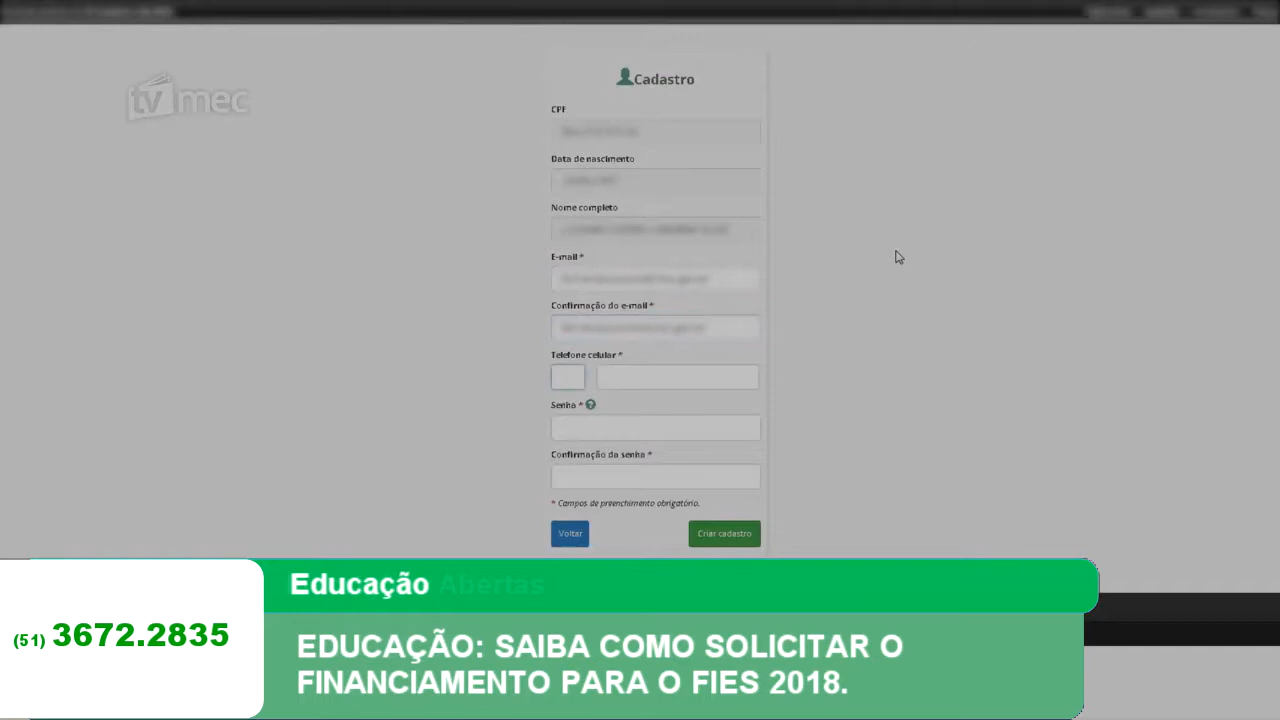 tv mec
Cadastro
CPF
Data de nascimento
Nome completo
E-mail *
Confirmação do e-mail *
Telefone celular *
Senha *
Confirmação da senha *
* Campos de preenchimento obrigatório.
Voltar
Criar cadastro
Educação Abertas
(51) 3672.2835
EDUCAÇÃO: SAIBA COMO SOLICITAR O
FINANCIAMENTO PARA O FIES 2018.